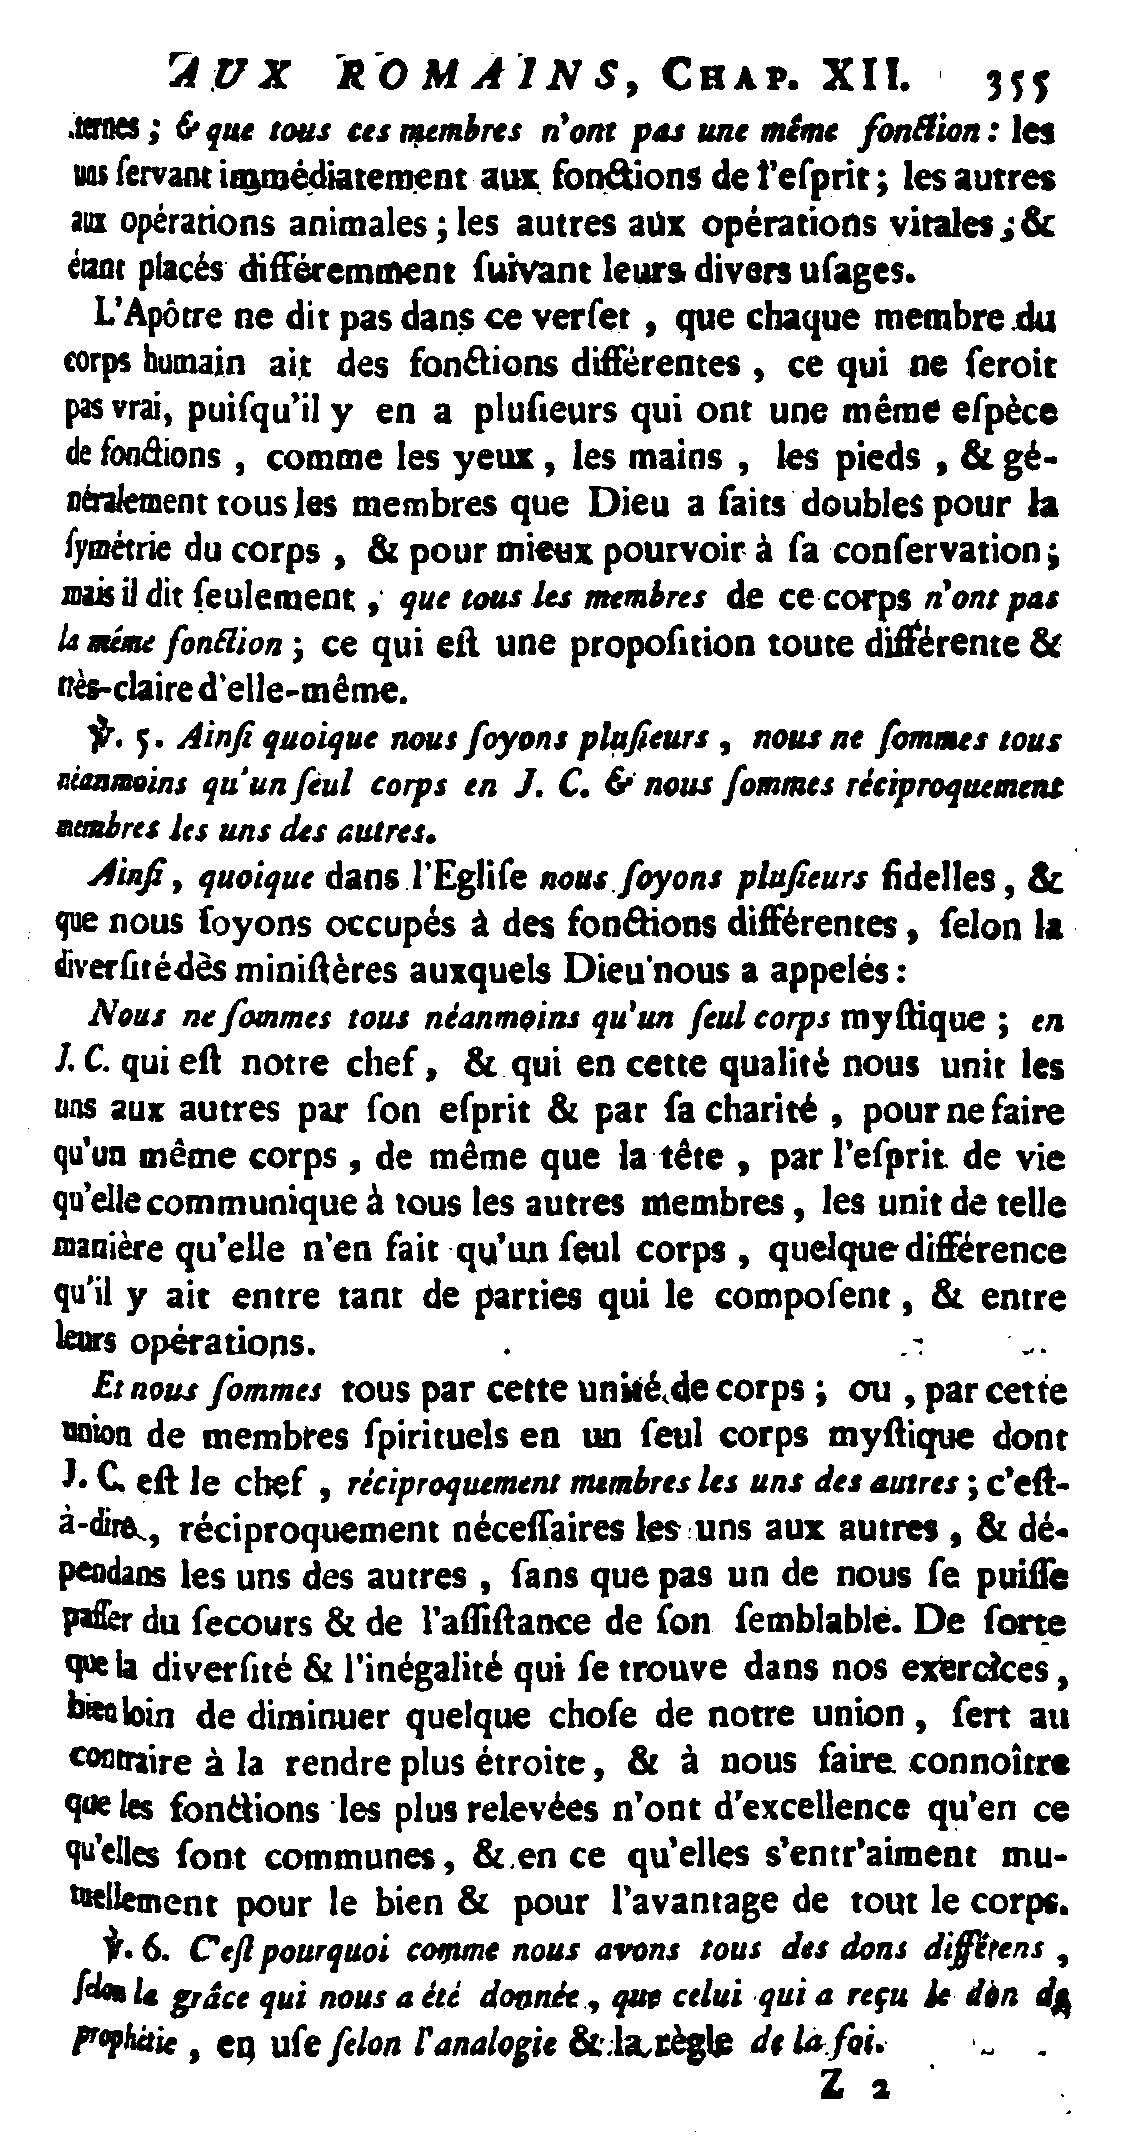 AUX ROMAINS, CHAP. XII. 355
ternes ; & que tous ces membres n'ont pas une même fonction : les
uns ſervant immédiatement aux fonctions de l'eſprit ; les autres
aux opérations animales ; les autres aux opérations vitales ; &
étant placés différemment ſuivant leurs divers uſages.
L'Apôtre ne dit pas dans ce verſet , que chaque membre du
corps humain ait des fonctions différentes , ce qui ne ſeroit
pas vrai, puiſqu'il y en a pluſieurs qui ont une même eſpèce
de fonctions , comme les yeux , les mains , les pieds , & gé-
néralement tous les membres que Dieu a faits doubles pour la
ſymétrie du corps , & pour mieux pourvoir à ſa conſervation ;
mais il dit ſeulement , que tous les membres de ce corps n'ont pas
la même fonction ; ce qui eſt une propoſition toute différente &
très-claire d'elle-même.
℣. 5. Ainſi quoique nous ſoyons pluſieurs , nous ne ſommes tous
néanmoins qu'un ſeul corps en J. C. & nous ſommes réciproquement
membres les uns des autres.
Ainſi , quoique dans l'Egliſe nous ſoyons pluſieurs fidelles , &
que nous ſoyons occupés à des fonctions différentes , ſelon la
diverſité dès miniſtères auxquels Dieu nous a appelés :
Nous ne ſommes tous néanmoins qu'un ſeul corps myſtique ; en
J. C. qui eſt notre chef , & qui en cette qualité nous unit les
uns aux autres par ſon eſprit & par ſa charité , pour ne faire
qu'un même corps , de même que la tête , par l'eſprit de vie
qu'elle communique à tous les autres membres , les unit de telle
manière qu'elle n'en fait qu'un ſeul corps , quelque différence
qu'il y ait entre tant de parties qui le compoſent , & entre
leurs opérations.
Et nous ſommes tous par cette unité de corps ; ou , par cette
union de membres ſpirituels en un ſeul corps myſtique dont
J. C. eſt le chef , réciproquement membres les uns des autres ; c'eſt-
à-dire , réciproquement néceſſaires les uns aux autres , & dé-
pendans les uns des autres , ſans que pas un de nous ſe puiſſe
paſſer du ſecours & de l'aſſiſtance de ſon ſemblable. De ſorte
que la diverſité & l'inégalité qui ſe trouve dans nos exercices ,
bien loin de diminuer quelque choſe de notre union , ſert au
contraire à la rendre plus étroite , & à nous faire connoître
que les fonctions les plus relevées n'ont d'excellence qu'en ce
qu'elles ſont communes , & en ce qu'elles s'entr'aiment mu-
tuellement pour le bien & pour l'avantage de tout le corps.
℣. 6. C'eſt pourquoi comme nous avons tous des dons différens ,
ſelon la grâce qui nous a été donnée , que celui qui a reçu le don de
prophétie , en uſe ſelon l'analogie & la règle de la foi.
Z 2